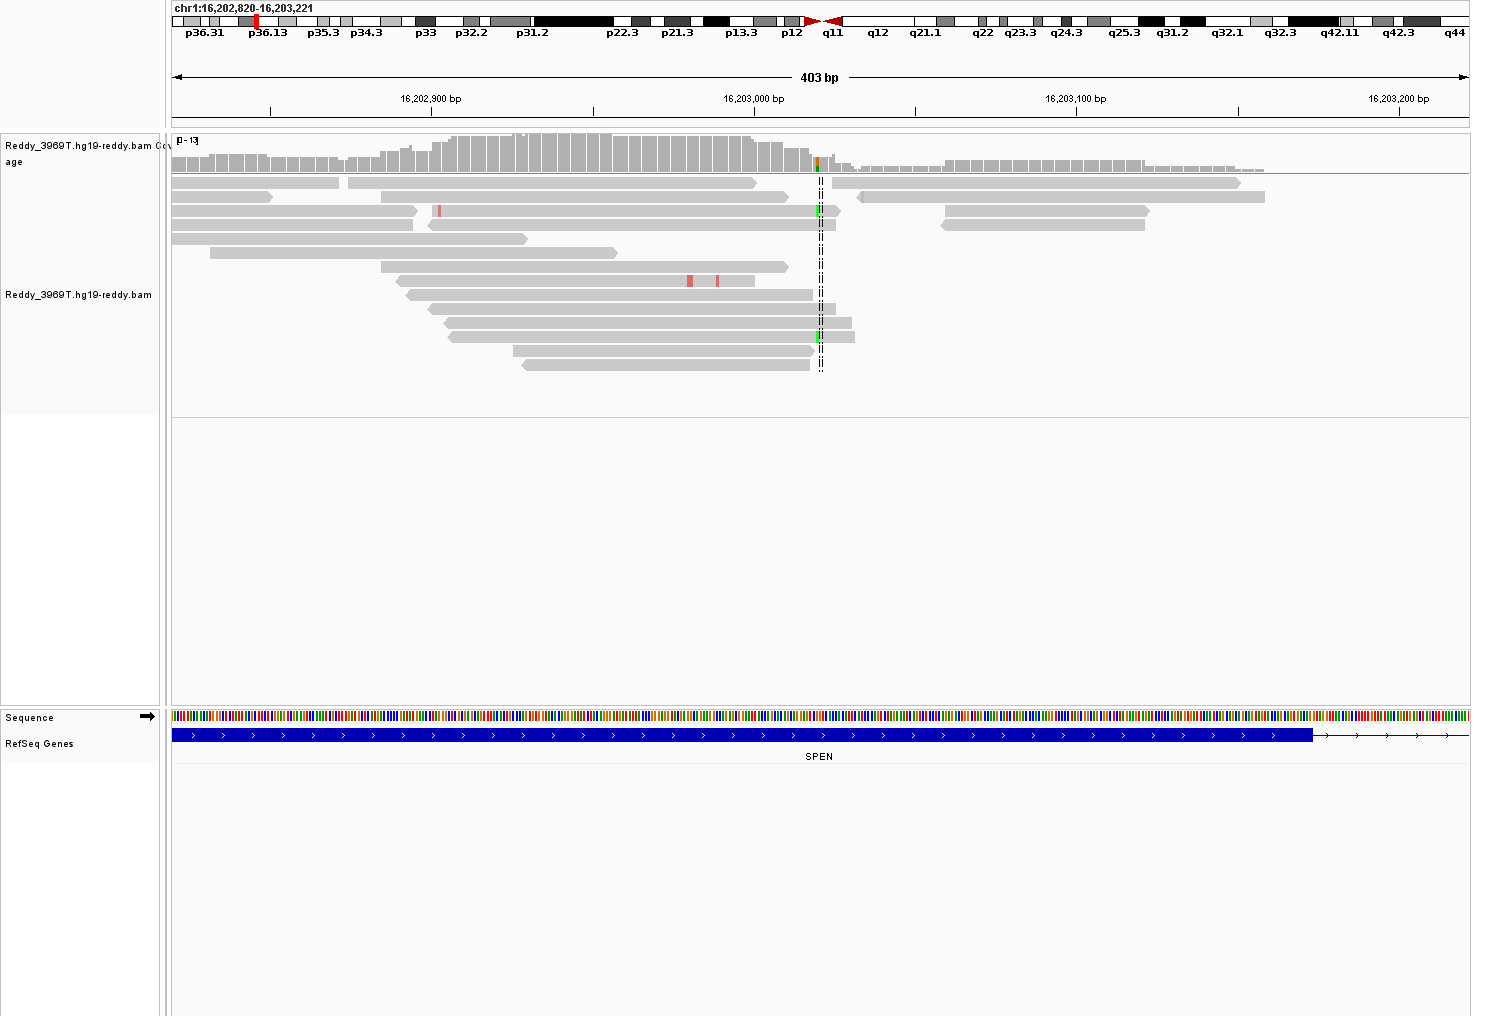 chr1:16,202,820-16,203,221
p36.31 p36.13 p35.3 p34.3 p33 p32.2 p31.2 p22.3 p21.3 p13.3 p12 q11 q12 q21.1 q22 q23.3 q24.3 q25.3 q31.2 q32.1 q32.3 q42.11 q42.3 q44
403 bp
16,202,900 bp 16,203,000 bp 16,203,100 bp 16,203,200 bp
[0 - 13]
Reddy_3969T.hg19-reddy.bam Cov
age
Reddy_3969T.hg19-reddy.bam
Sequence
RefSeq Genes
SPEN